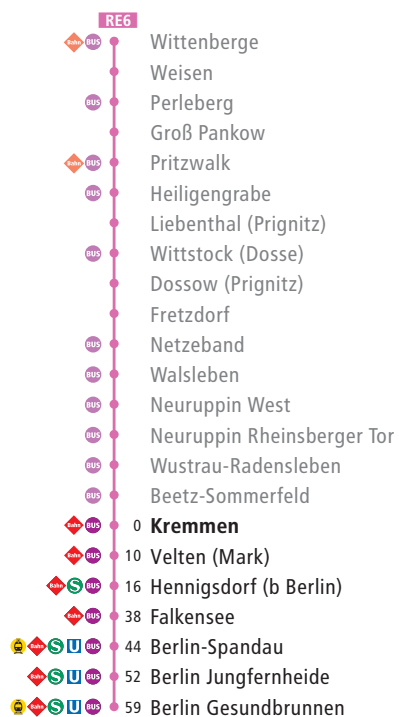 RE6
Bahn BUS Wittenberge
Weisen
BUS Perleberg
Groß Pankow
Bahn BUS Pritzwalk
BUS Heiligengrabe
Liebenthal (Prignitz)
BUS Wittstock (Dosse)
Dossow (Prignitz)
Fretzdorf
BUS Netzeband
BUS Walsleben
BUS Neuruppin West
BUS Neuruppin Rheinsberger Tor
BUS Wustrau-Radensleben
BUS Beetz-Sommerfeld
Bahn BUS 0 Kremmen
Bahn BUS 10 Velten (Mark)
Bahn S BUS 16 Hennigsdorf (b Berlin)
Bahn BUS 38 Falkensee
Bahn S U BUS 44 Berlin-Spandau
Bahn S U BUS 52 Berlin Jungfernheide
Bahn S U BUS 59 Berlin Gesundbrunnen